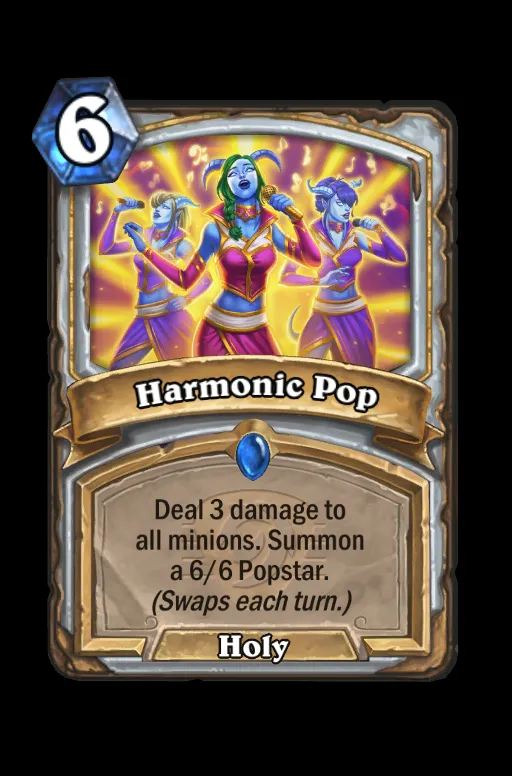 6
Harmonic Pop
Deal 3 damage to
all minions. Summon
a 6/6 Popstar.
(Swaps each turn.)
Holy